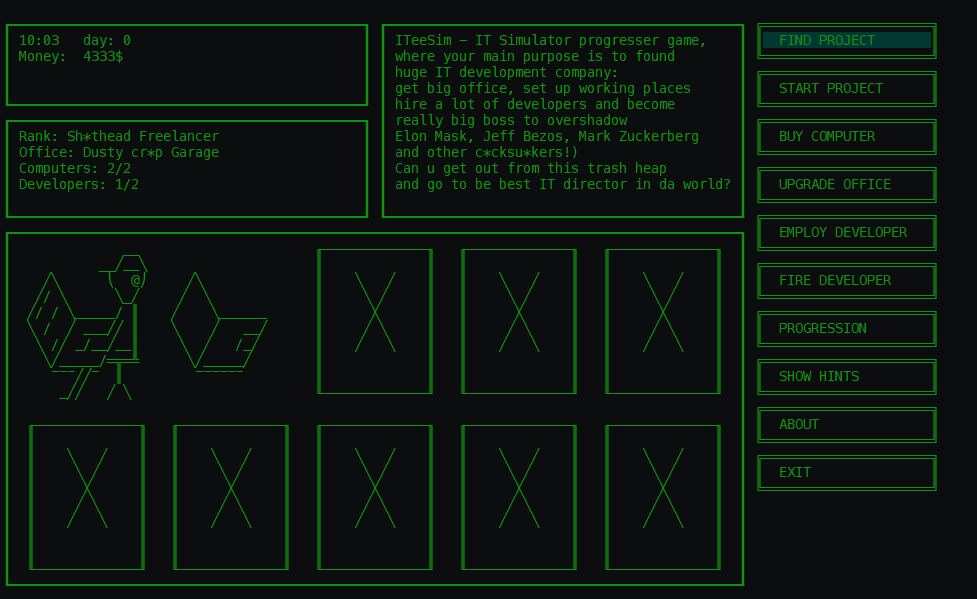 10:03 day: 0
Money: 4333$
Rank: Sh*thead Freelancer
Office: Dusty cr*p Garage
Computers: 2/2
Developers: 1/2
ITeeSim – IT Simulator progresser game,
where your main purpose is to found
huge IT development company:
get big office, set up working places
hire a lot of developers and become
really big boss to overshadow
Elon Mask, Jeff Bezos, Mark Zuckerberg
and other c*cksu*kers!)
Can u get out from this trash heap
and go to be best IT director in da world?
FIND PROJECT
START PROJECT
BUY COMPUTER
UPGRADE OFFICE
EMPLOY DEVELOPER
FIRE DEVELOPER
PROGRESSION
SHOW HINTS
ABOUT
EXIT